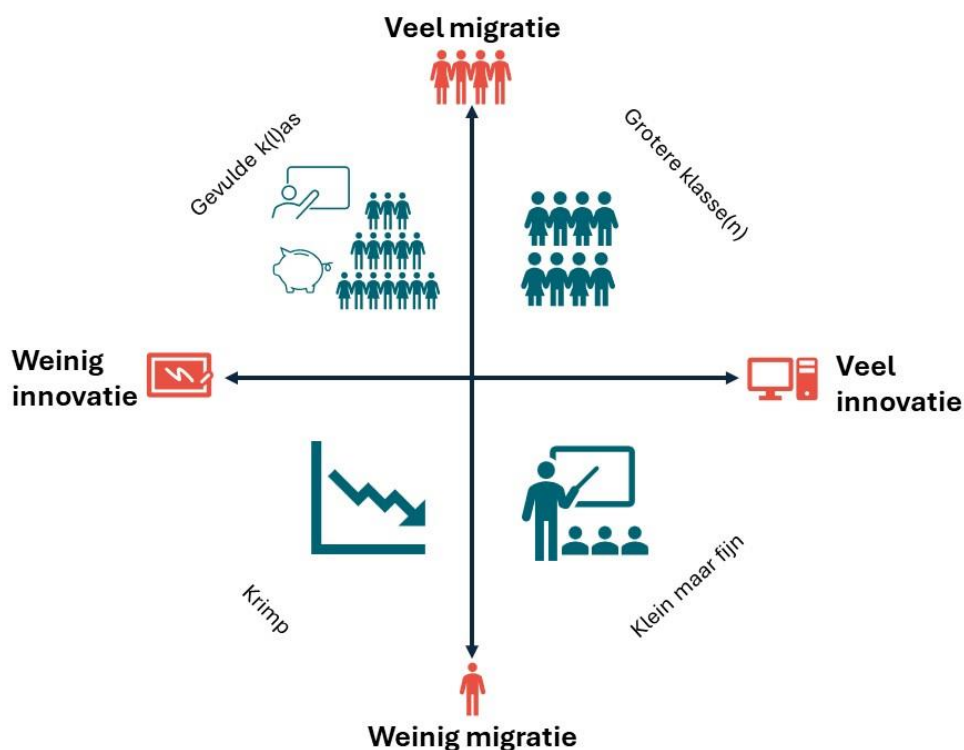 Veel migratie
Gevulde k(l)as
Grotere klasse(n)
Weinig
innovatie
Veel
innovatie
Krimp
Klein maar fijn
Weinig migratie